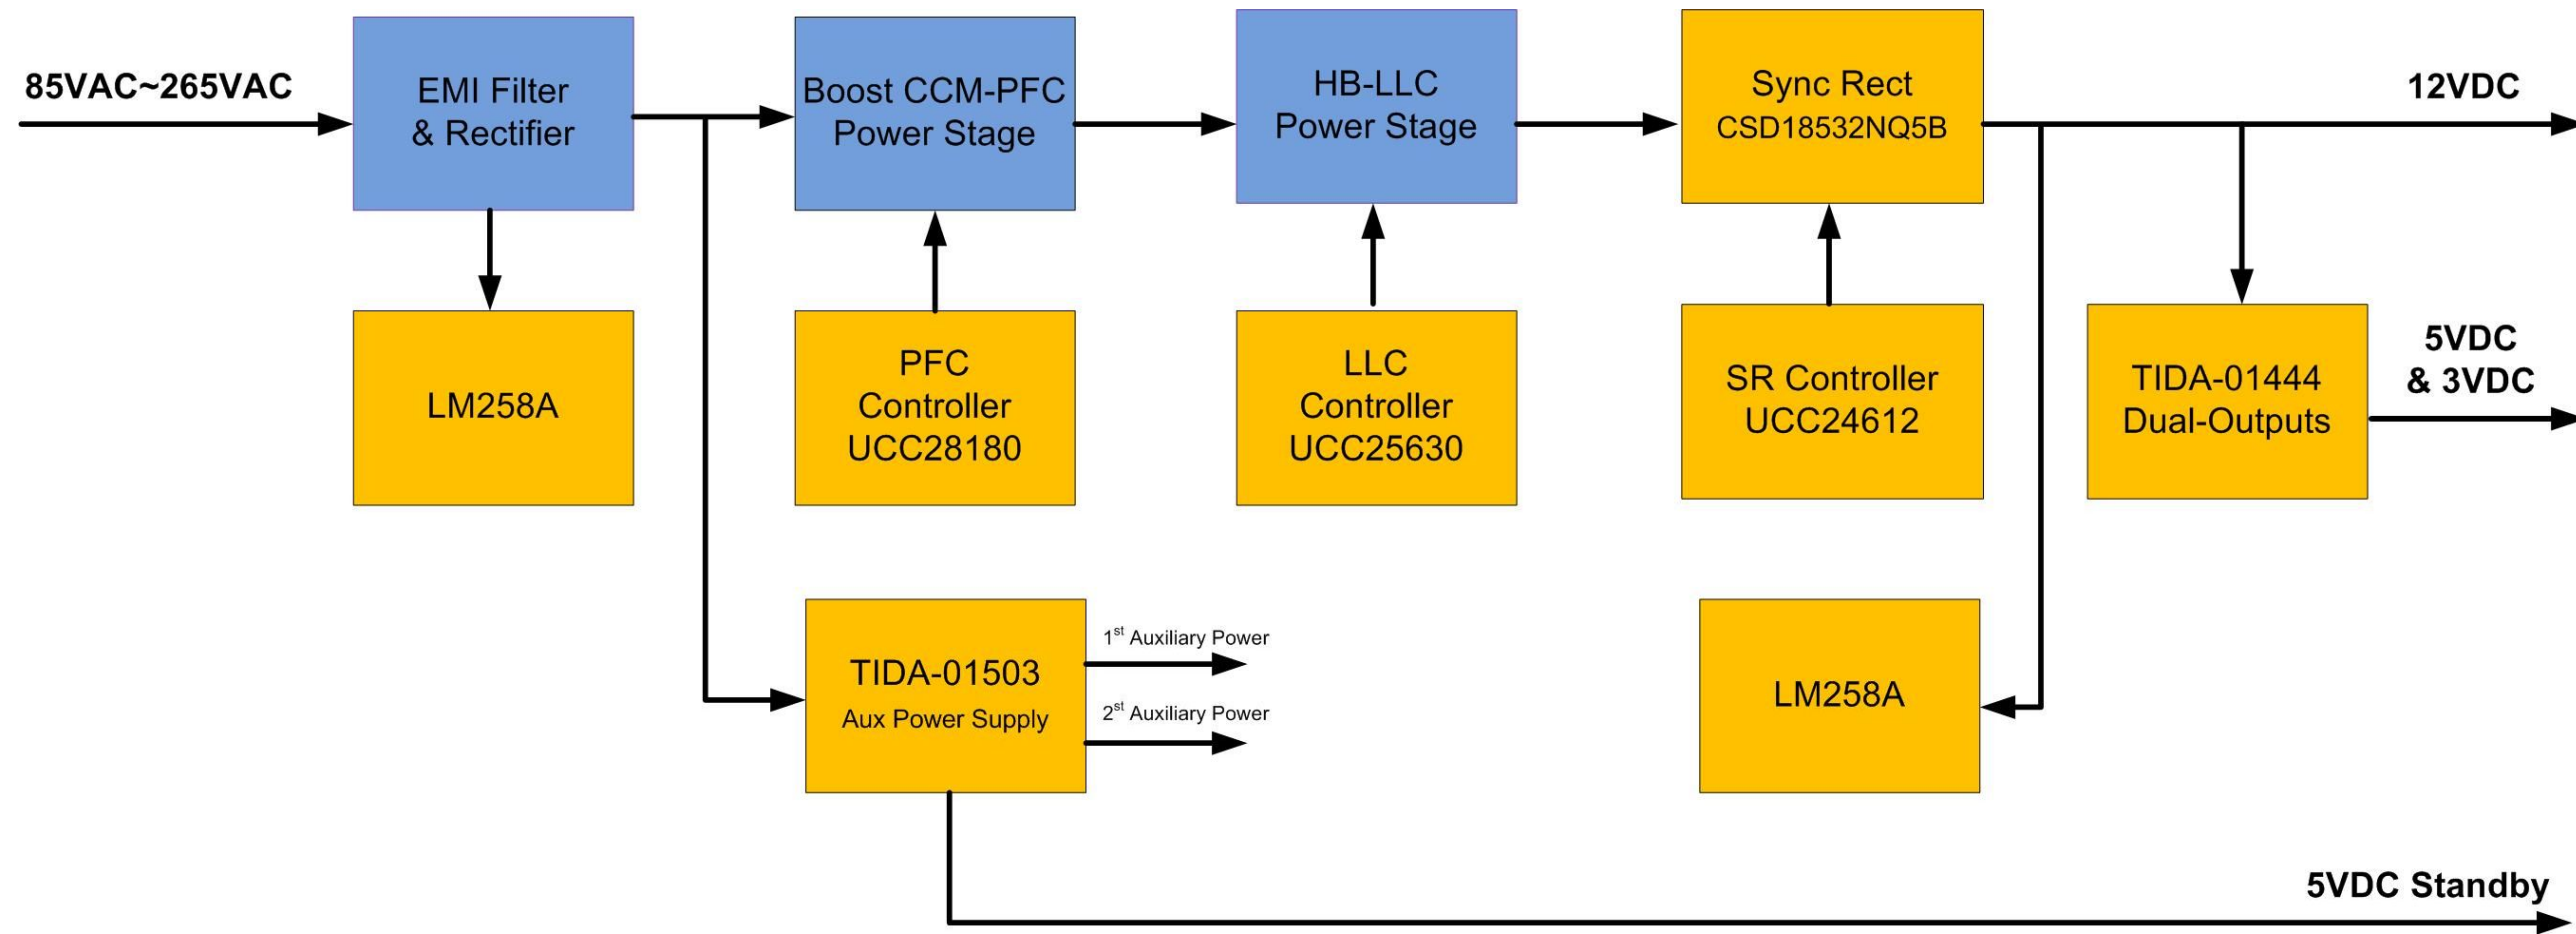 85VAC~265VAC
EMI Filter
& Rectifier
Boost CCM-PFC
Power Stage
HB-LLC
Power Stage
Sync Rect
CSD18532NQ5B
12VDC
LM258A
PFC
Controller
UCC28180
LLC
Controller
UCC25630
SR Controller
UCC24612
TIDA-01444
Dual-Outputs
5VDC
& 3VDC
TIDA-01503
Aux Power Supply
1st Auxiliary Power
2st Auxiliary Power
LM258A
5VDC Standby